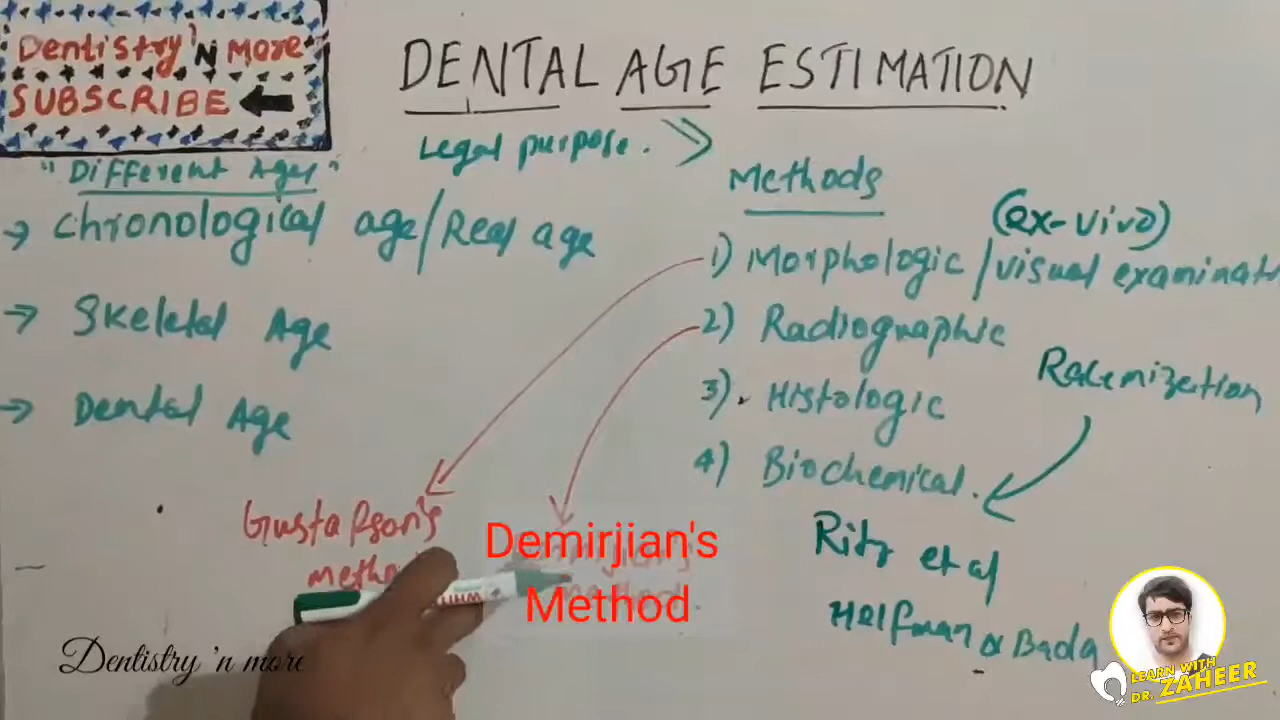 Dentistry 'N More
SUBSCRIBE
DENTAL AGE ESTIMATION
Legal purpose.
"Different Ages"
→ Chronological age/Real age
→ Skeletal Age
→ Dental Age
Methods
(ex-vivo)
1) Morphologic/visual examinat
2) Radiographic
3) Histologic
4) Biochemical.
Racemization
Ritz et al
Helfman & Bada
Gustafson's
metho
Demirjian's
Method
Dentistry 'n more
LEARN WITH
DR. ZAHEER